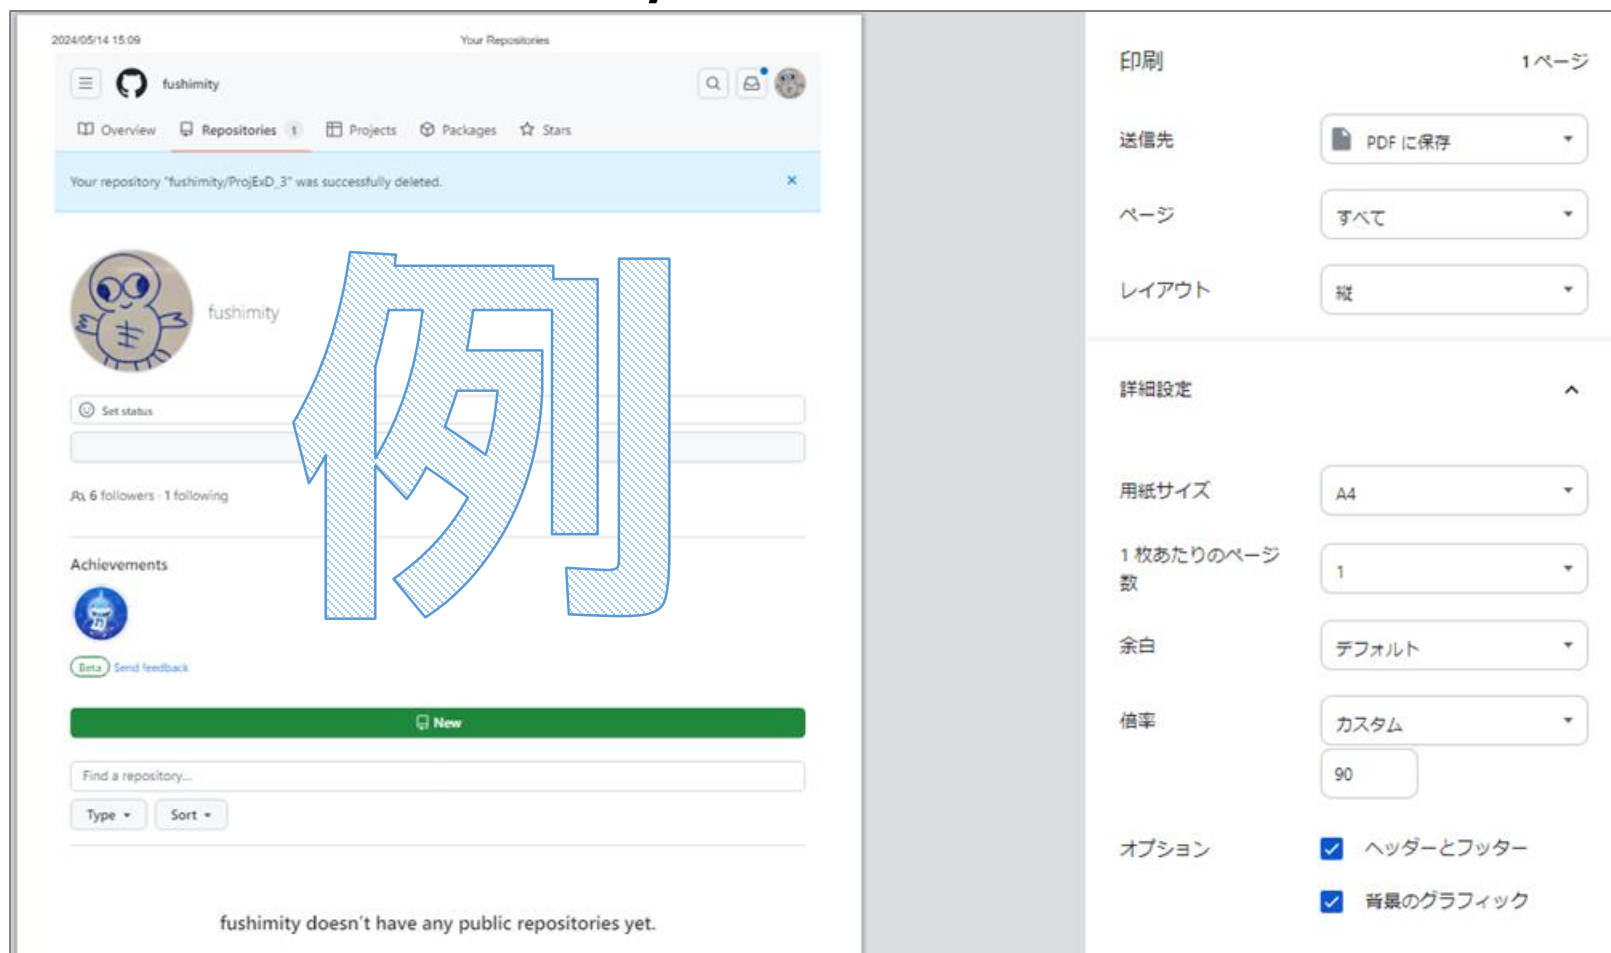 2024/05/14 15:09
Your Repositories
fushimity
Overview
Repositories 1
Projects
Packages
Stars
Your repository "fushimity/ProjExD_3" was successfully deleted.
fushimity
例
Set status
6 followers · 1 following
Achievements
Beta Send feedback
New
Find a repository...
Type
Sort
fushimity doesn't have any public repositories yet.
印刷
1 ページ
送信先
PDF に保存
ページ
すべて
レイアウト
縦
詳細設定
用紙サイズ
A4
1 枚あたりのページ
数
1
余白
デフォルト
倍率
カスタム
90
オプション
ヘッダーとフッター
背景のグラフィック